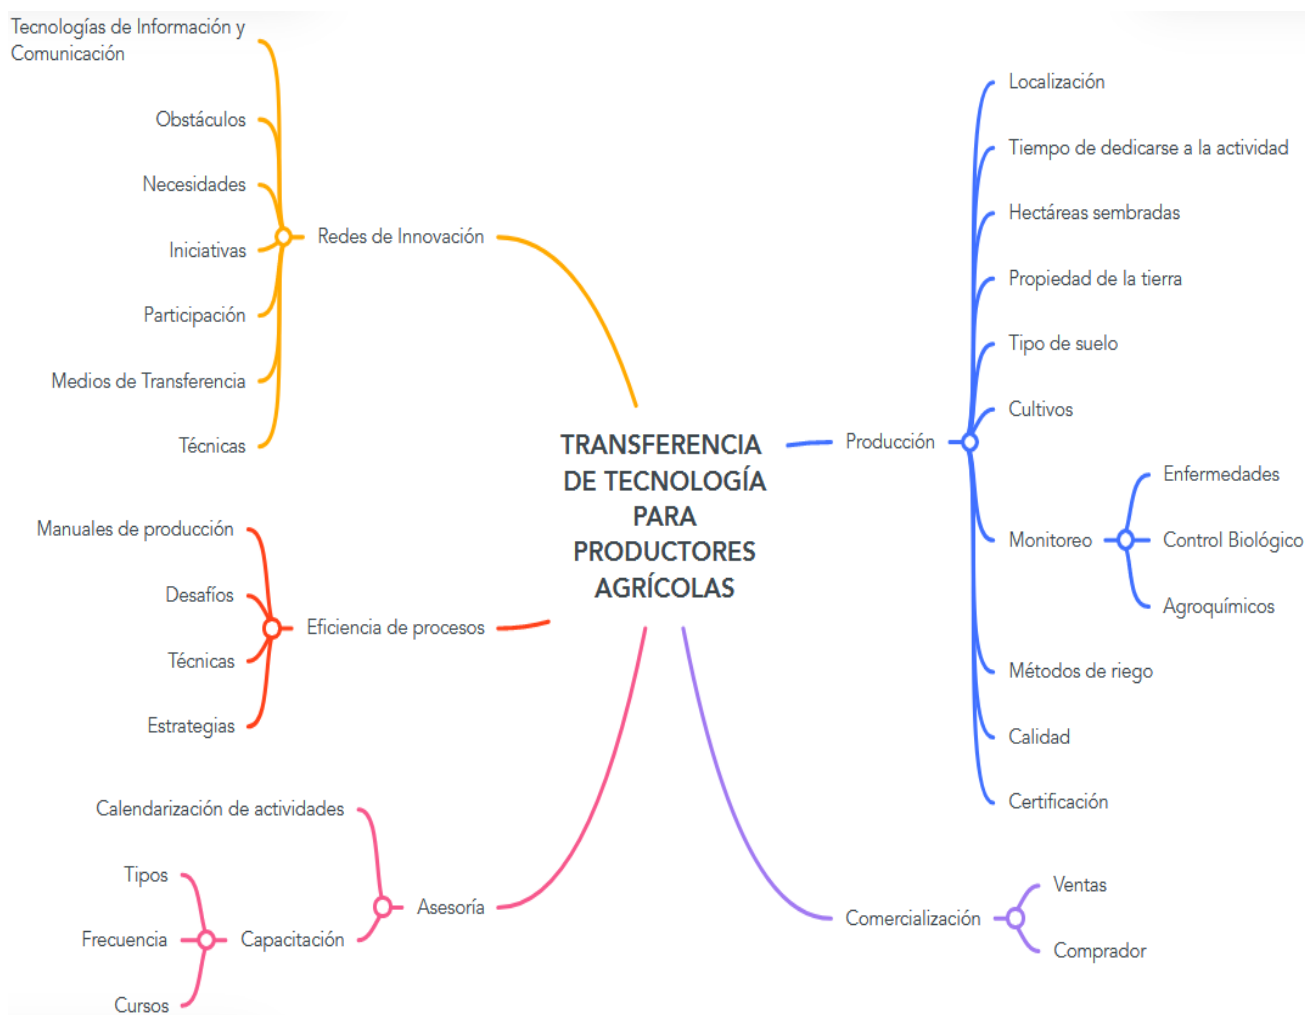 Tecnologías de Información y
Comunicación
Obstáculos
Necesidades
Iniciativas
Participación
Medios de Transferencia
Técnicas
Redes de Innovación
Manuales de producción
Desafíos
Técnicas
Estrategias
Eficiencia de procesos
Calendarización de actividades
Tipos
Frecuencia
Cursos
Capacitación
Asesoría
TRANSFERENCIA
DE TECNOLOGÍA
PARA
PRODUCTORES
AGRÍCOLAS
Producción
Localización
Tiempo de dedicarse a la actividad
Hectáreas sembradas
Propiedad de la tierra
Tipo de suelo
Cultivos
Monitoreo
Enfermedades
Control Biológico
Agroquímicos
Métodos de riego
Calidad
Certificación
Comercialización
Ventas
Comprador